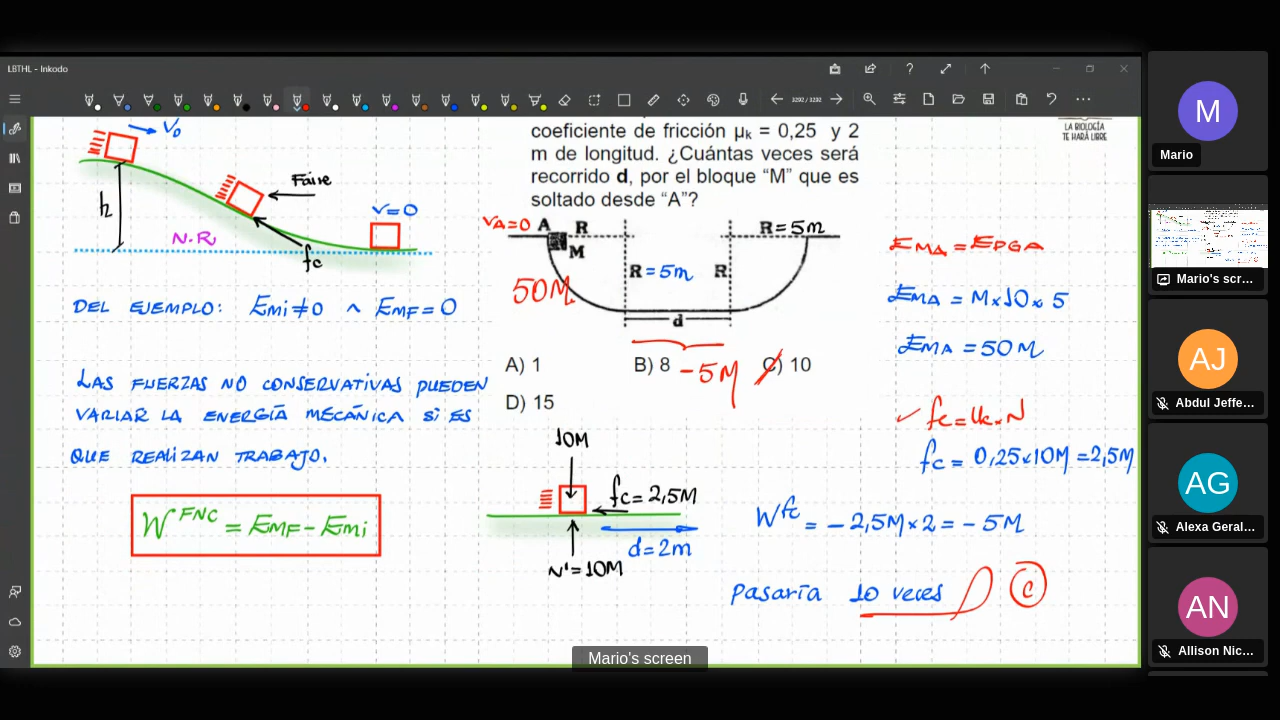 LBTHL - Inkodo
3292 / 3292
V₀
h
Faire
V=0
N.R
fc
DEL EJEMPLO: EMi≠0 ^ EMF=0
LAS FUERZAS NO CONSERVATIVAS PUEDEN
VARIAR LA ENERGÍA MECÁNICA SI ES
QUE REALIZAN TRABAJO.
W^FNC = EMF - EMi
coeficiente de fricción μk = 0,25 y 2
m de longitud. ¿Cuántas veces será
recorrido d, por el bloque “M” que es
soltado desde “A”?
VA=0 A R
M
R=5m
50M
R=5m
R
d
A) 1
B) 8
-5M
C) 10
D) 15
10M
fc=2,5M
d=2m
N'=10M
LA BIOLOGÍA
TE HARÁ LIBRE
EMA = EPGA
EMA = M×10×5
EMA = 50M
fc=uk×N
fc = 0,25×10M=2,5M
W^fc = -2,5M×2 = -5M
Pasaría 10 veces
C
Mario's screen
M
Mario
Mario's scr...
AJ
Abdul Jeffe...
AG
Alexa Geral...
AN
Allison Nic...